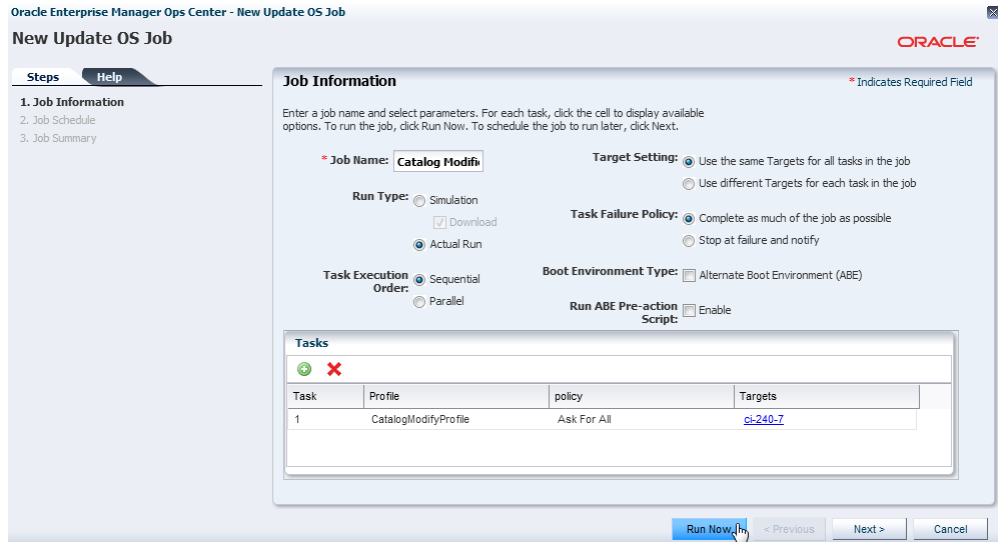 Oracle Enterprise Manager Ops Center - New Update OS Job
New Update OS Job
ORACLE
Steps
Help
1. Job Information
2. Job Schedule
3. Job Summary
Job Information
* Indicates Required Field
Enter a job name and select parameters. For each task, click the cell to display available
options. To run the job, click Run Now. To schedule the job to run later, click Next.
* Job Name:
Run Type:
Simulation
Download
Actual Run
Task Execution
Order:
Sequential
Parallel
Target Setting:
Use the same Targets for all tasks in the job
Use different Targets for each task in the job
Task Failure Policy:
Complete as much of the job as possible
Stop at failure and notify
Boot Environment Type:
Alternate Boot Environment (ABE)
Run ABE Pre-action
Script:
Enable
Catalog
Tasks
Task Profile policy Targets
1 CatalogModifyProfile Ask For All ci-240-7
Run Now
< Previous
Next >
Cancel